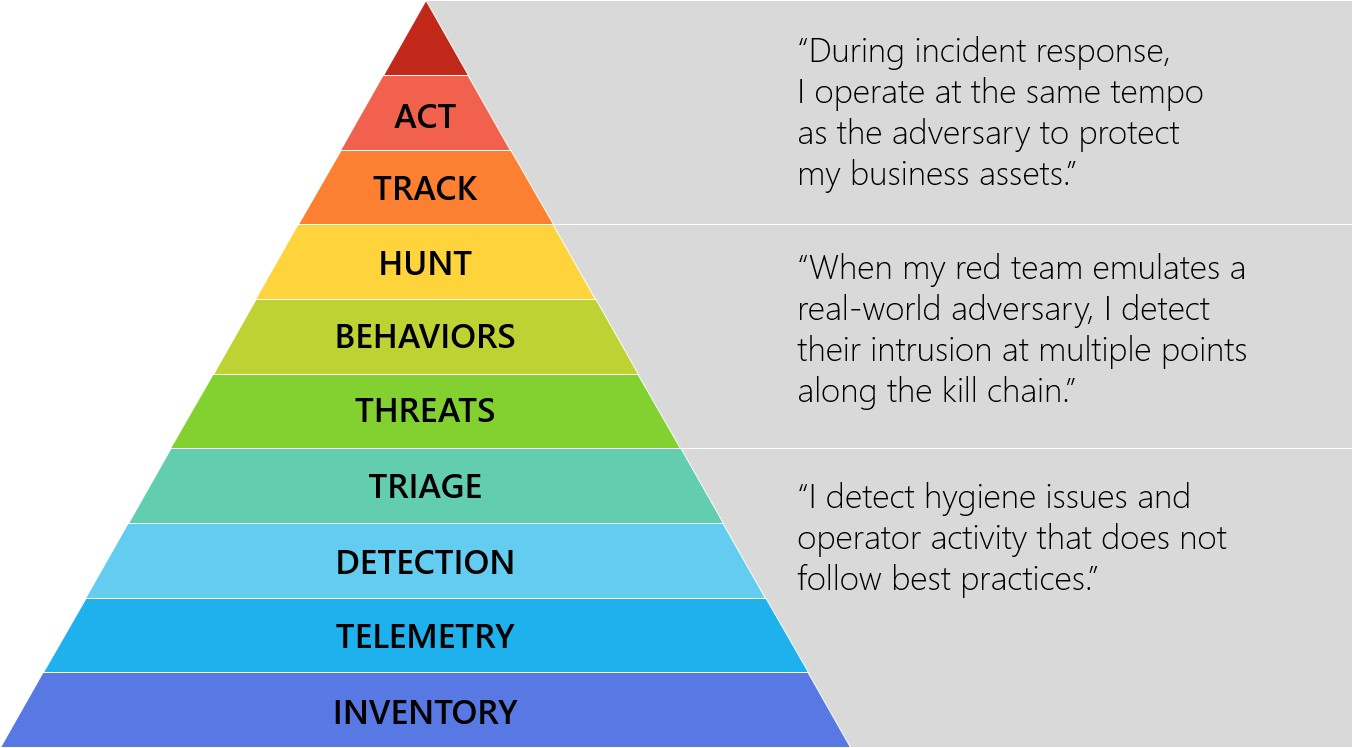 ACT
TRACK
HUNT
BEHAVIORS
THREATS
TRIAGE
DETECTION
TELEMETRY
INVENTORY
“During incident response,
I operate at the same tempo
as the adversary to protect
my business assets.”
“When my red team emulates a
real-world adversary, I detect
their intrusion at multiple points
along the kill chain.”
“I detect hygiene issues and
operator activity that does not
follow best practices.”